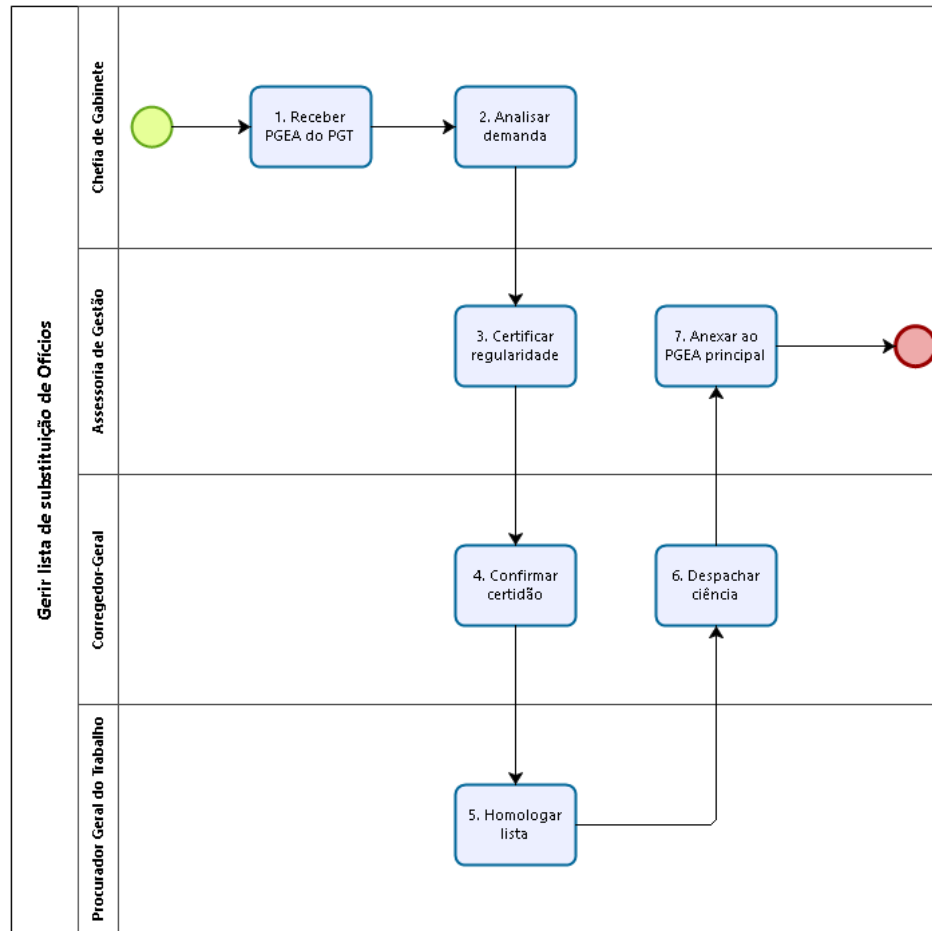 Gerir lista de substituição de Ofícios
Chefia de Gabinete
1. Receber
PGEA do PGT
2. Analisar
demanda
Assessoria de Gestão
3. Certificar
regularidade
7. Anexar ao
PGEA principal
Corregedor-Geral
4. Confirmar
certidão
6. Despachar
ciência
Procurador Geral do Trabalho
5. Homologar
lista